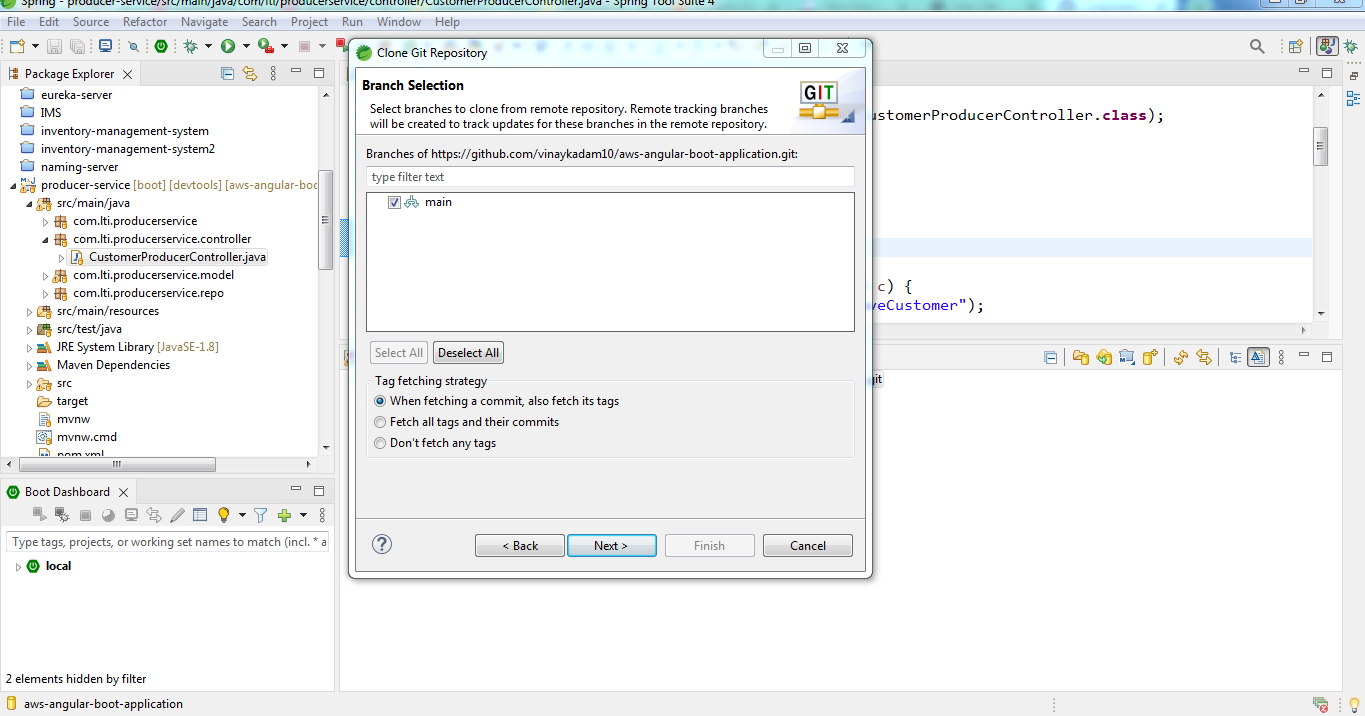 Spring - producer-service/src/main/java/com/lti/producerservice/controller/CustomerProducerController.java - Spring Tool Suite 4
File Edit Source Refactor Navigate Search Project Run Window Help
Package Explorer
eureka-server
IMS
inventory-management-system
inventory-management-system2
naming-server
producer-service [boot] [devtools] [aws-angular-boo
src/main/java
com.lti.producerservice
com.lti.producerservice.controller
CustomerProducerController.java
com.lti.producerservice.model
com.lti.producerservice.repo
src/main/resources
src/test/java
JRE System Library [JavaSE-1.8]
Maven Dependencies
src
target
mvnw
mvnw.cmd
pom.xml
Boot Dashboard
Type tags, projects, or working set names to match (incl. * a
local
2 elements hidden by filter
aws-angular-boot-application
Clone Git Repository
Branch Selection
Select branches to clone from remote repository. Remote tracking branches
will be created to track updates for these branches in the remote repository.
GIT
Branches of https://github.com/vinaykadam10/aws-angular-boot-application.git:
type filter text
main
Select All Deselect All
Tag fetching strategy
When fetching a commit, also fetch its tags
Fetch all tags and their commits
Don't fetch any tags
? < Back Next > Finish Cancel
ustomerProducerController.class);
c) {
veCustomer");
git